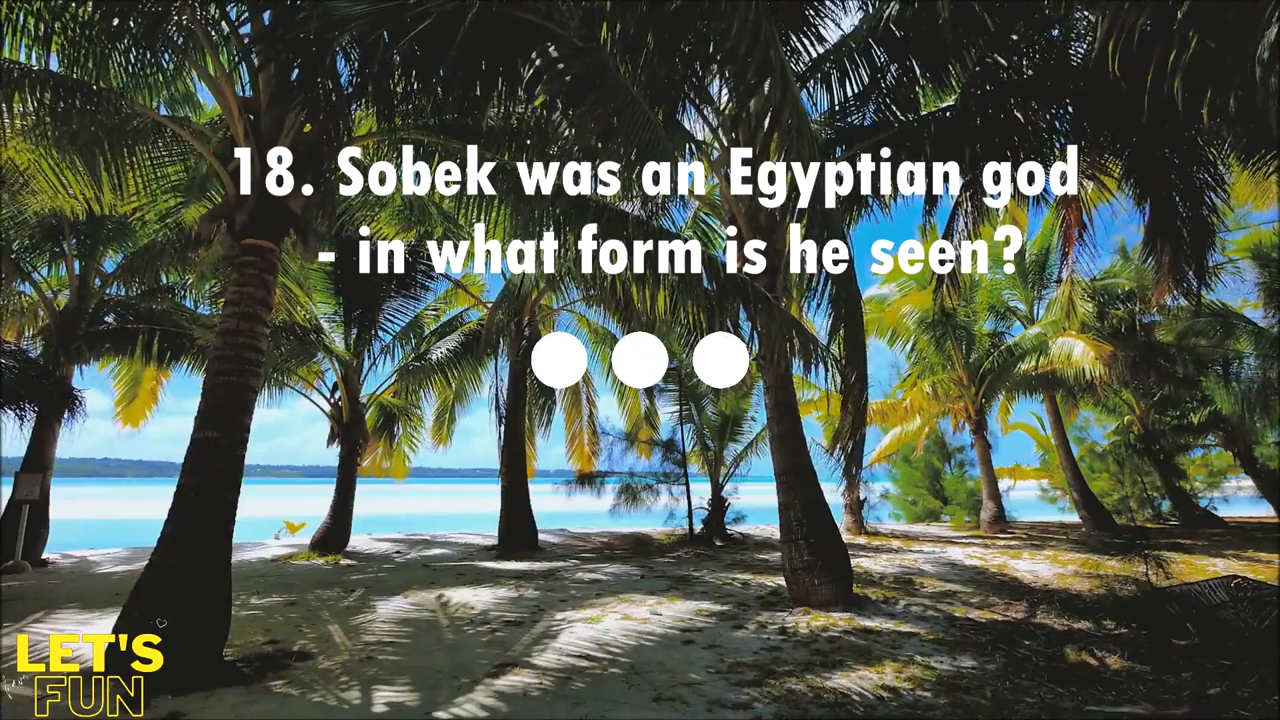 18. Sobek was an Egyptian god
- in what form is he seen?
LET'S
FUN